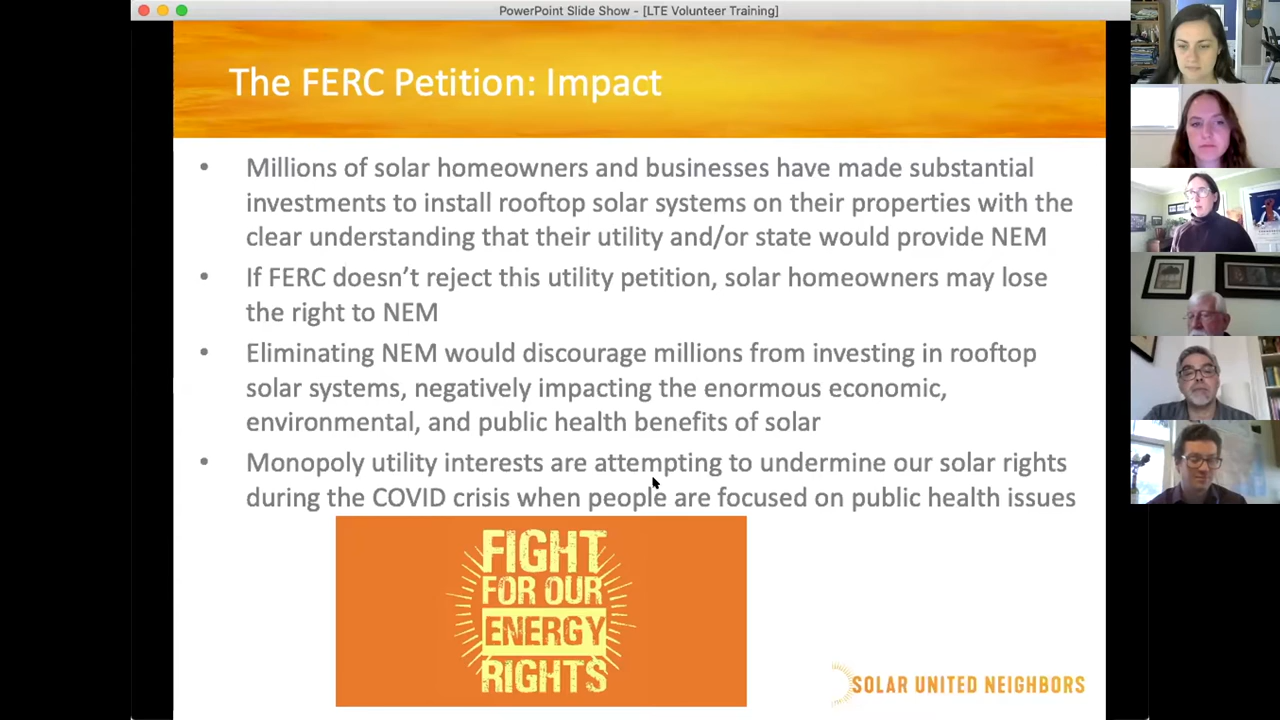 PowerPoint Slide Show - [LTE Volunteer Training]
The FERC Petition: Impact
• Millions of solar homeowners and businesses have made substantial
investments to install rooftop solar systems on their properties with the
clear understanding that their utility and/or state would provide NEM
• If FERC doesn’t reject this utility petition, solar homeowners may lose
the right to NEM
• Eliminating NEM would discourage millions from investing in rooftop
solar systems, negatively impacting the enormous economic,
environmental, and public health benefits of solar
• Monopoly utility interests are attempting to undermine our solar rights
during the COVID crisis when people are focused on public health issues
FIGHT
FOR OUR
ENERGY
RIGHTS
SOLAR UNITED NEIGHBORS